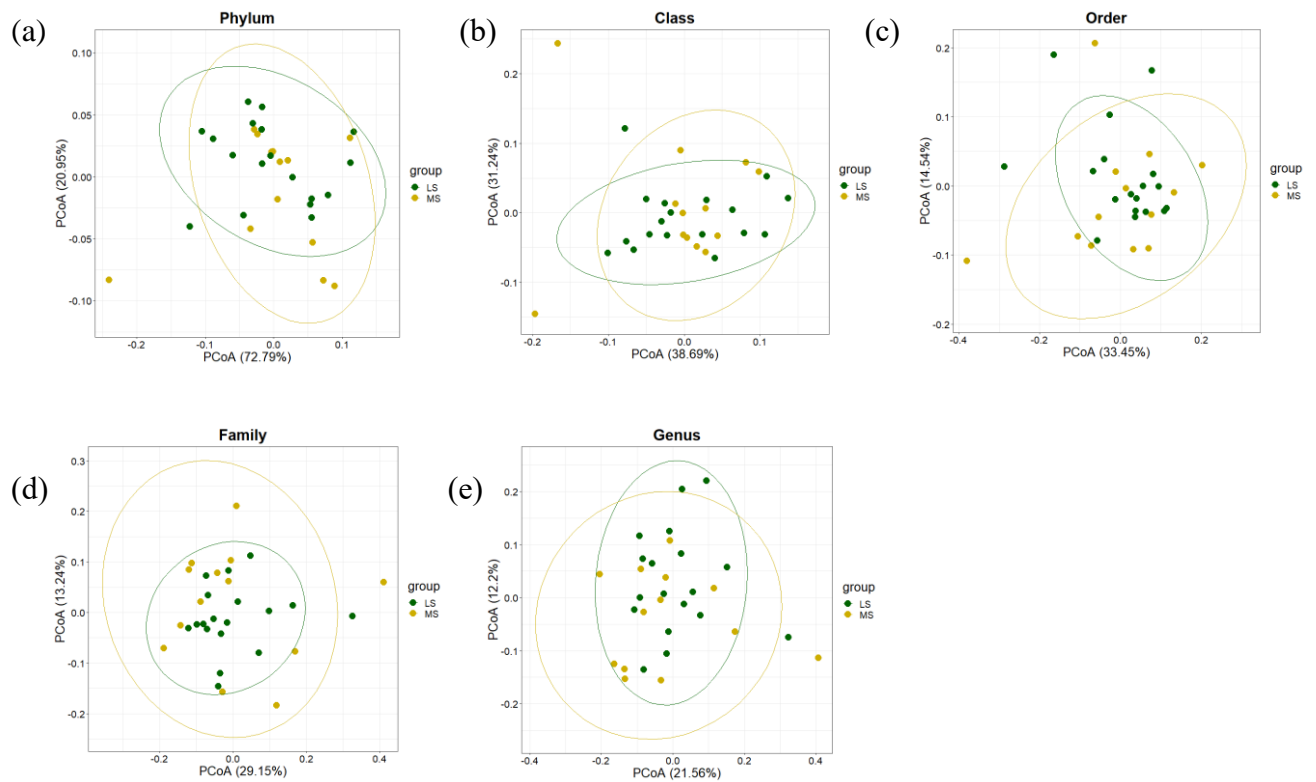 (a)
Phylum
0.10
0.05
0.00
-0.05
-0.10
PCoA (20.95%)
-0.2
-0.1
0.0
0.1
PCoA (72.79%)
group
LS
MS
(b)
Class
0.2
0.1
0.0
-0.1
PCoA (31.24%)
-0.2
-0.1
0.0
0.1
PCoA (38.69%)
group
LS
MS
(c)
Order
0.2
0.1
0.0
-0.1
-0.2
PCoA (14.54%)
-0.4
-0.2
0.0
0.2
PCoA (33.45%)
group
LS
MS
(d)
Family
0.3
0.2
0.1
0.0
-0.1
-0.2
PCoA (13.24%)
-0.2
0.0
0.2
0.4
PCoA (29.15%)
group
LS
MS
(e)
Genus
0.2
0.1
0.0
-0.1
-0.2
PCoA (12.2%)
-0.4
-0.2
0.0
0.2
0.4
PCoA (21.56%)
group
LS
MS